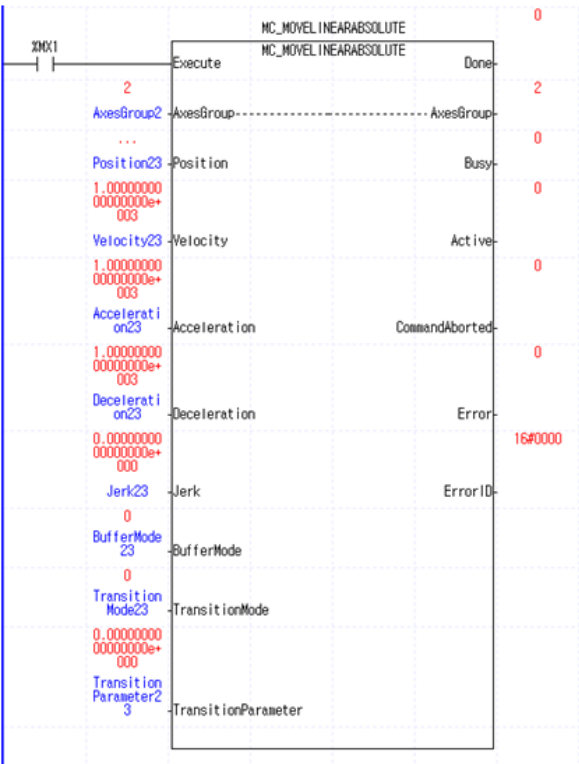 0
MC_MOVELINEARABSOLUTE
%MX1
MC_MOVELINEARABSOLUTE
Execute Done
2 2
AxesGroup2 AxesGroup AxesGroup
... 0
Position23 Position Busy
1.00000000 0
00000000e+
003
Velocity23 Velocity Active
1.00000000 0
00000000e+
003
Accelerati
on23 Acceleration CommandAborted
1.00000000 0
00000000e+
003
Decelerati
on23 Deceleration Error
0.00000000 16#0000
00000000e+
000
Jerk23 Jerk ErrorID
0
BufferMode
23 BufferMode
0
Transition
Mode23 TransitionMode
0.00000000
00000000e+
000
Transition
Parameter2
3 TransitionParameter